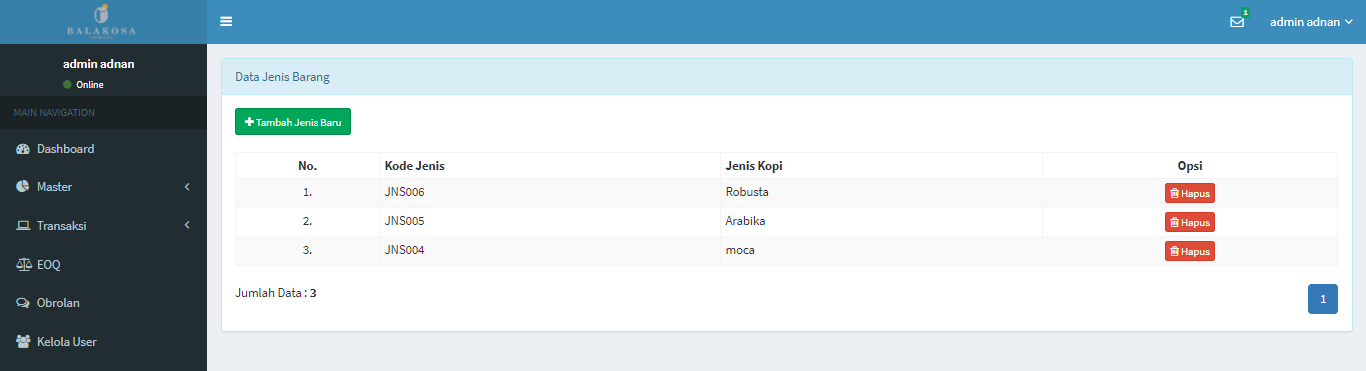 BALAKOSA
1
admin adnan
admin adnan
Online
MAIN NAVIGATION
Dashboard
Master
Transaksi
EOQ
Obrolan
Kelola User
Data Jenis Barang
Tambah Jenis Baru
No. Kode Jenis Jenis Kopi Opsi
1. JNS006 Robusta Hapus
2. JNS005 Arabika Hapus
3. JNS004 moca Hapus
Jumlah Data : 3
1